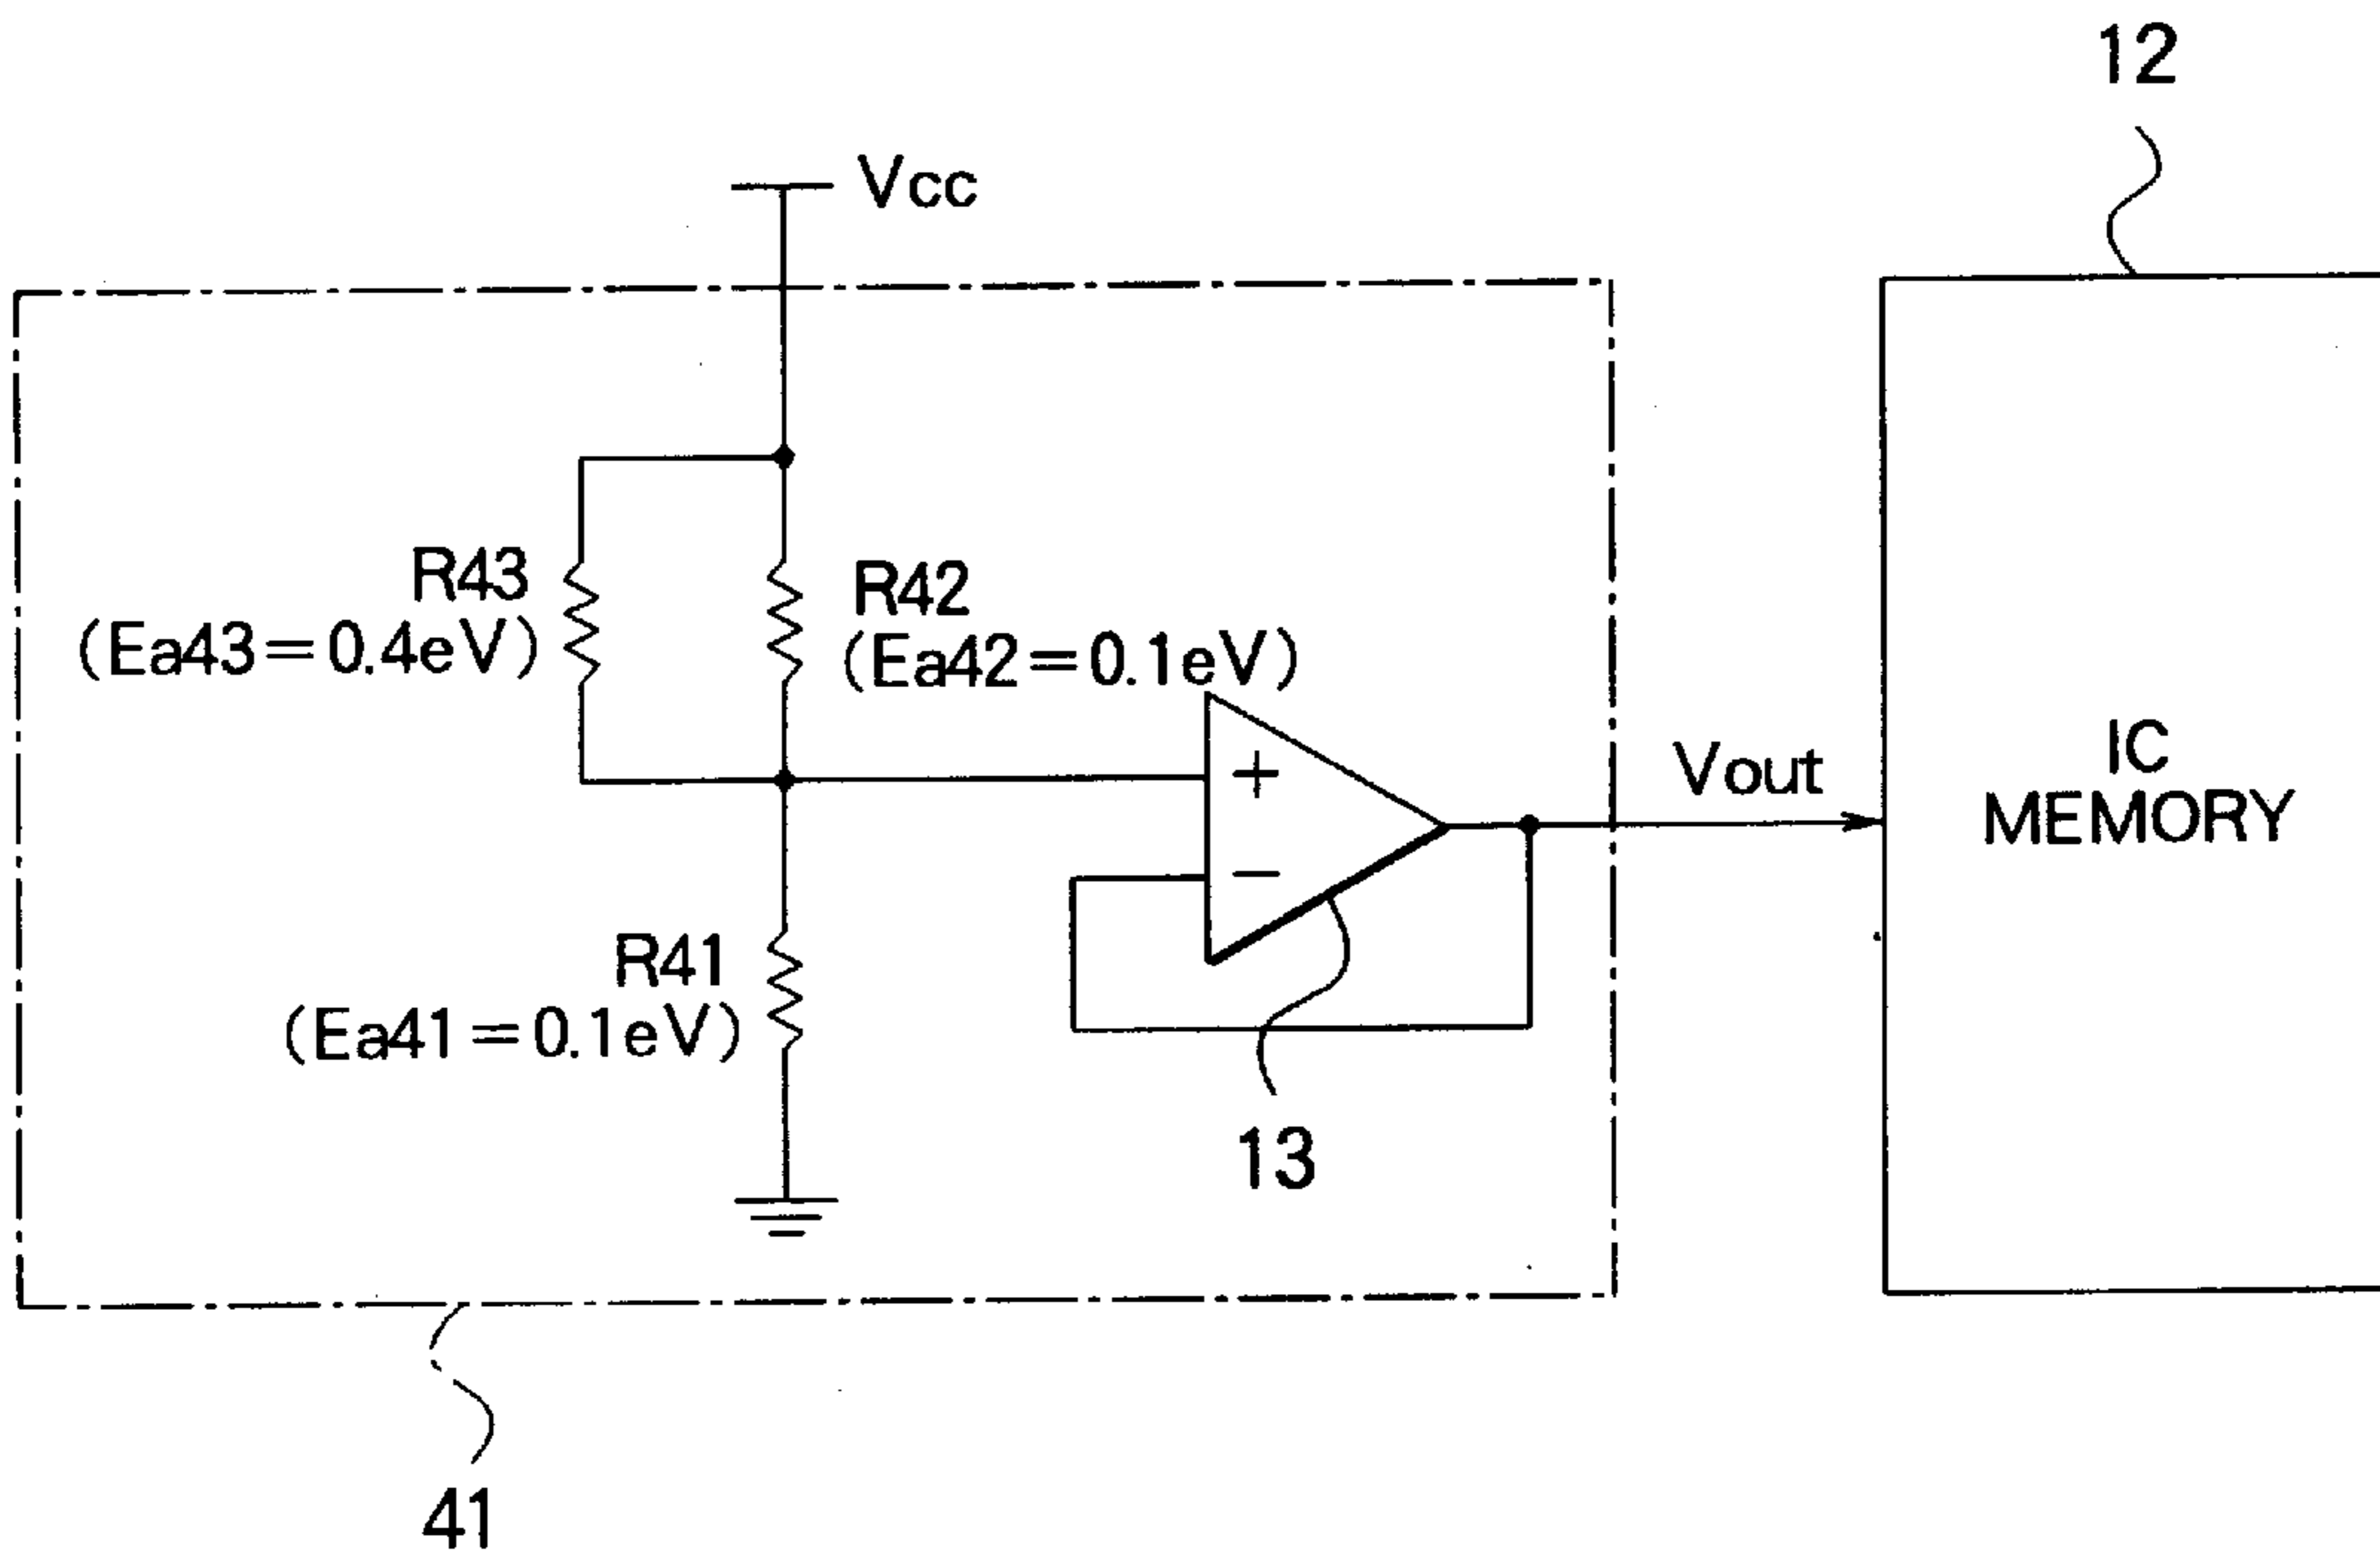 12
Vcc
R43
(Ea43=0.4eV)
R42
(Ea42=0.1eV)
+
−
Vout
IC
MEMORY
R41
(Ea41=0.1eV)
13
41